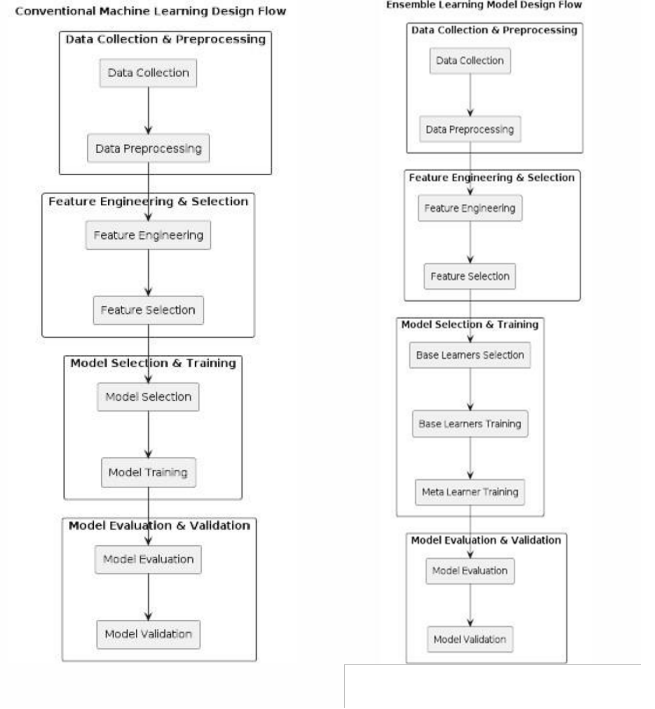 Conventional Machine Learning Design Flow
Data Collection & Preprocessing
Data Collection
Data Preprocessing
Feature Engineering & Selection
Feature Engineering
Feature Selection
Model Selection & Training
Model Selection
Model Training
Model Evaluation & Validation
Model Evaluation
Model Validation
Ensemble Learning Model Design Flow
Data Collection & Preprocessing
Data Collection
Data Preprocessing
Feature Engineering & Selection
Feature Engineering
Feature Selection
Model Selection & Training
Base Learners Selection
Base Learners Training
Meta Learner Training
Model Evaluation & Validation
Model Evaluation
Model Validation